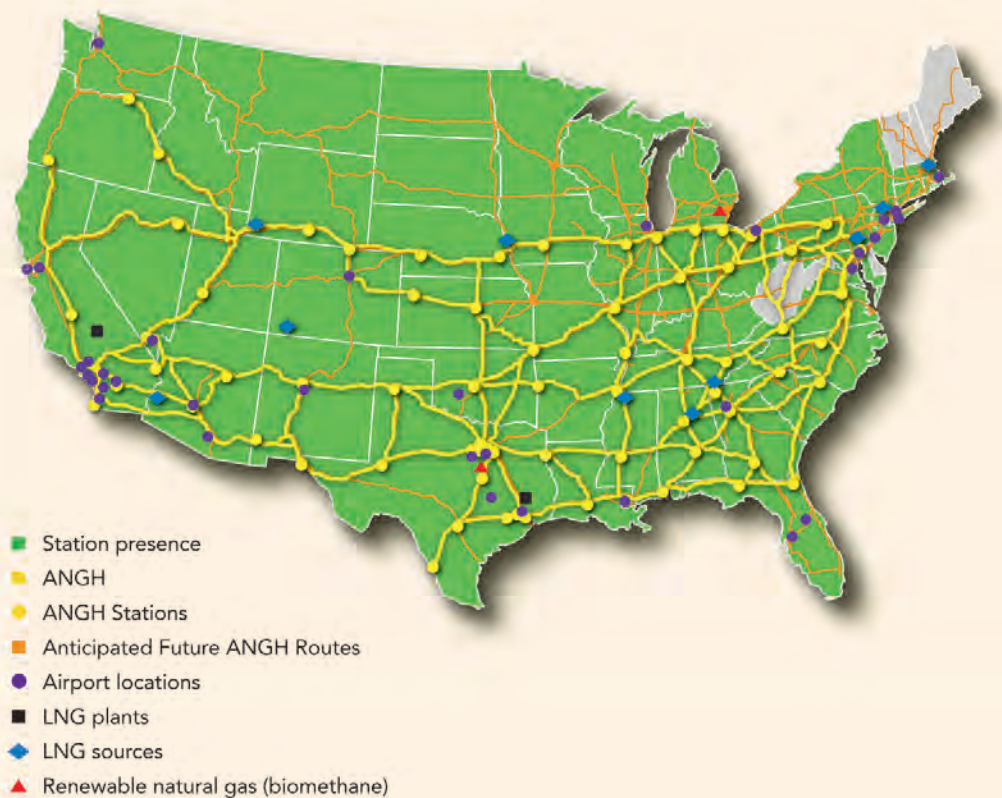 Station presence
ANGH
ANGH Stations
Anticipated Future ANGH Routes
Airport locations
LNG plants
LNG sources
Renewable natural gas (biomethane)